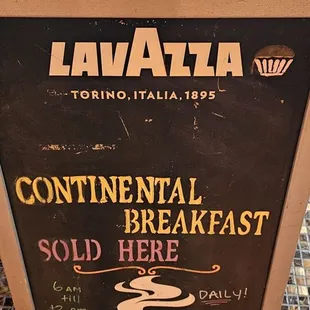 LAVAZZA
TORINO, ITALIA, 1895
CONTINENTAL
BREAKFAST
SOLD HERE
6 AM
till
DAILY!